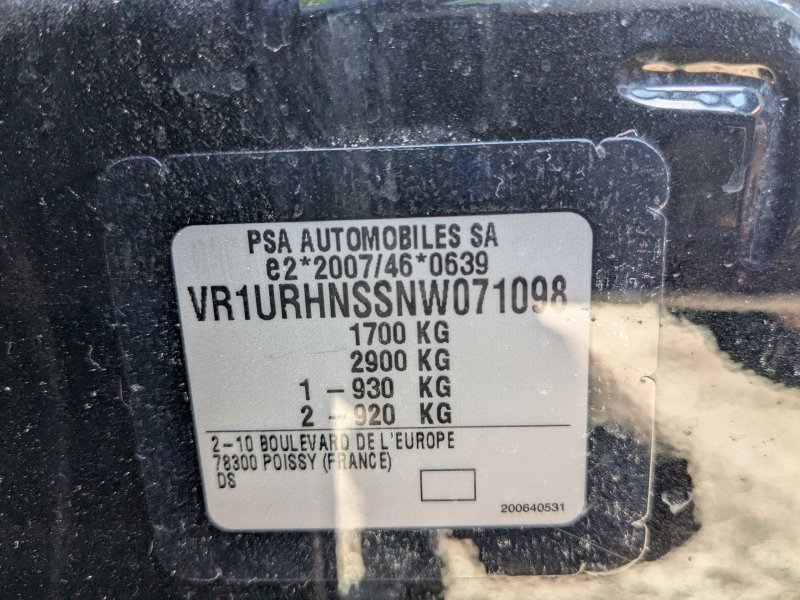 PSA AUTOMOBILES SA
e2*2007/46*0639
VR1URHNSSNW071098
1700 KG
2900 KG
1 - 930 KG
2 - 920 KG
2-10 BOULEVARD DE L'EUROPE
78300 POISSY (FRANCE)
DS
200640531